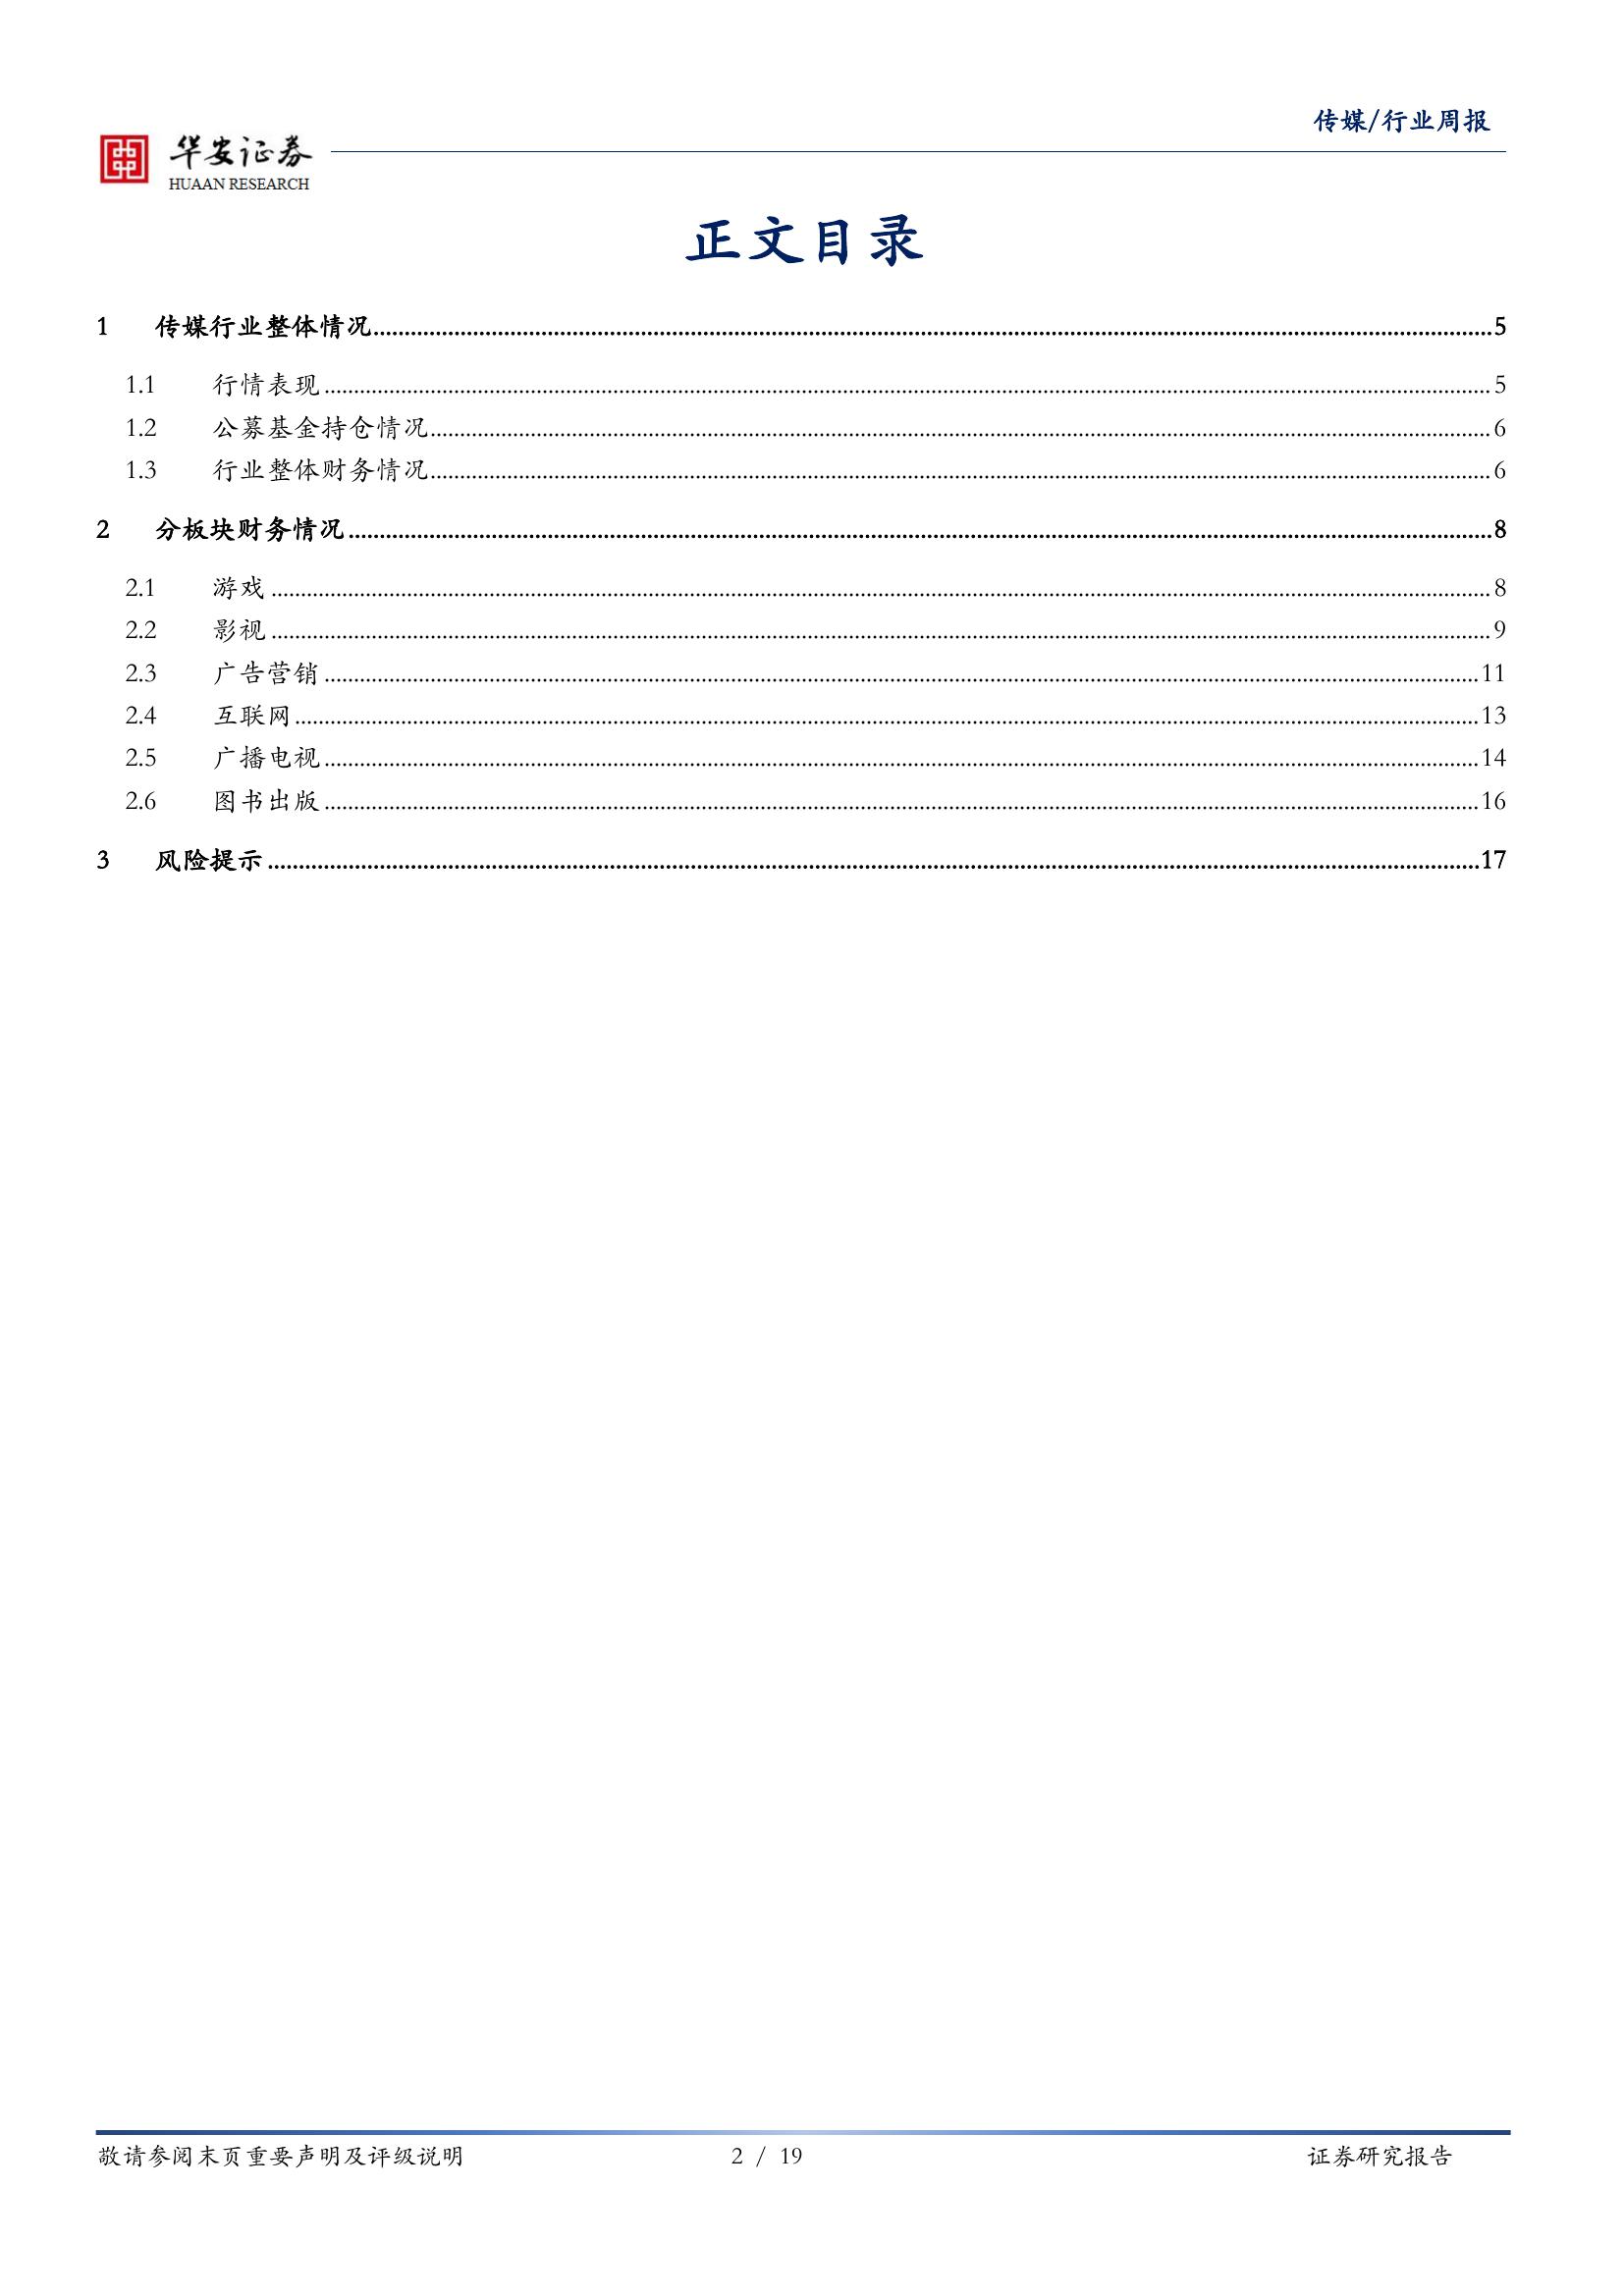 传媒/行业周报
华安证券
HUAAN RESEARCH
正文目录
1 传媒行业整体情况 5
1.1 行情表现 5
1.2 公募基金持仓情况 6
1.3 行业整体财务情况 6
2 分板块财务情况 8
2.1 游戏 8
2.2 影视 9
2.3 广告营销 11
2.4 互联网 13
2.5 广播电视 14
2.6 图书出版 16
3 风险提示 17
敬请参阅末页重要声明及评级说明 2 / 19 证券研究报告